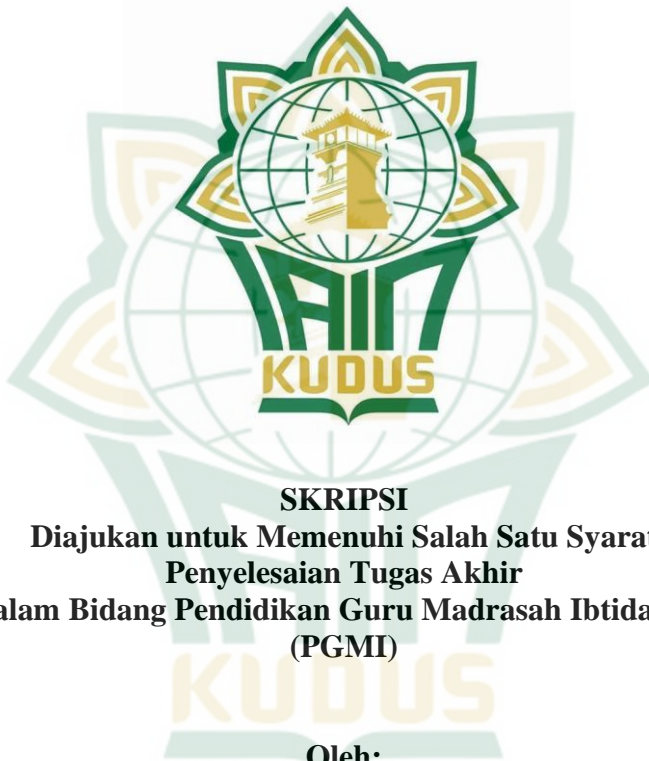 IAIN
KUDUS
SKRIPSI
Diajukan untuk Memenuhi Salah Satu Syarat
Penyelesaian Tugas Akhir
alam Bidang Pendidikan Guru Madrasah Ibtida
(PGMI)
KUDUS
Oleh: